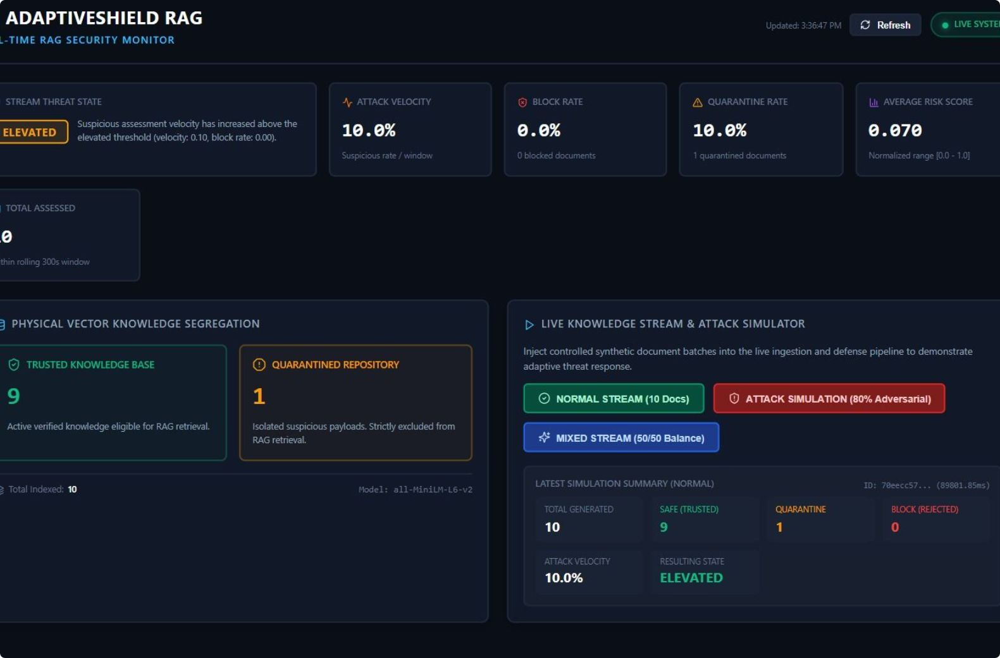 ADAPTIVESHIELD RAG
L-TIME RAG SECURITY MONITOR
Updated: 3:36:47 PM
Refresh
LIVE SYSTE
STREAM THREAT STATE
ELEVATED
Suspicious assessment velocity has increased above the
elevated threshold (velocity: 0.10, block rate: 0.00).
ATTACK VELOCITY
10.0%
Suspicious rate / window
BLOCK RATE
0.0%
0 blocked documents
QUARANTINE RATE
10.0%
1 quarantined documents
AVERAGE RISK SCORE
0.070
Normalized range [0.0 - 1.0]
TOTAL ASSESSED
0
thin rolling 300s window
PHYSICAL VECTOR KNOWLEDGE SEGREGATION
TRUSTED KNOWLEDGE BASE
9
Active verified knowledge eligible for RAG retrieval.
QUARANTINED REPOSITORY
1
Isolated suspicious payloads. Strictly excluded from
RAG retrieval.
Total Indexed: 10
Model: all-MiniLM-L6-v2
LIVE KNOWLEDGE STREAM & ATTACK SIMULATOR
Inject controlled synthetic document batches into the live ingestion and defense pipeline to demonstrate
adaptive threat response.
NORMAL STREAM (10 Docs)
ATTACK SIMULATION (80% Adversarial)
MIXED STREAM (50/50 Balance)
LATEST SIMULATION SUMMARY (NORMAL)
ID: 70eecc57... (89801.85ms)
TOTAL GENERATED
10
SAFE (TRUSTED)
9
QUARANTINE
1
BLOCK (REJECTED)
0
ATTACK VELOCITY
10.0%
RESULTING STATE
ELEVATED